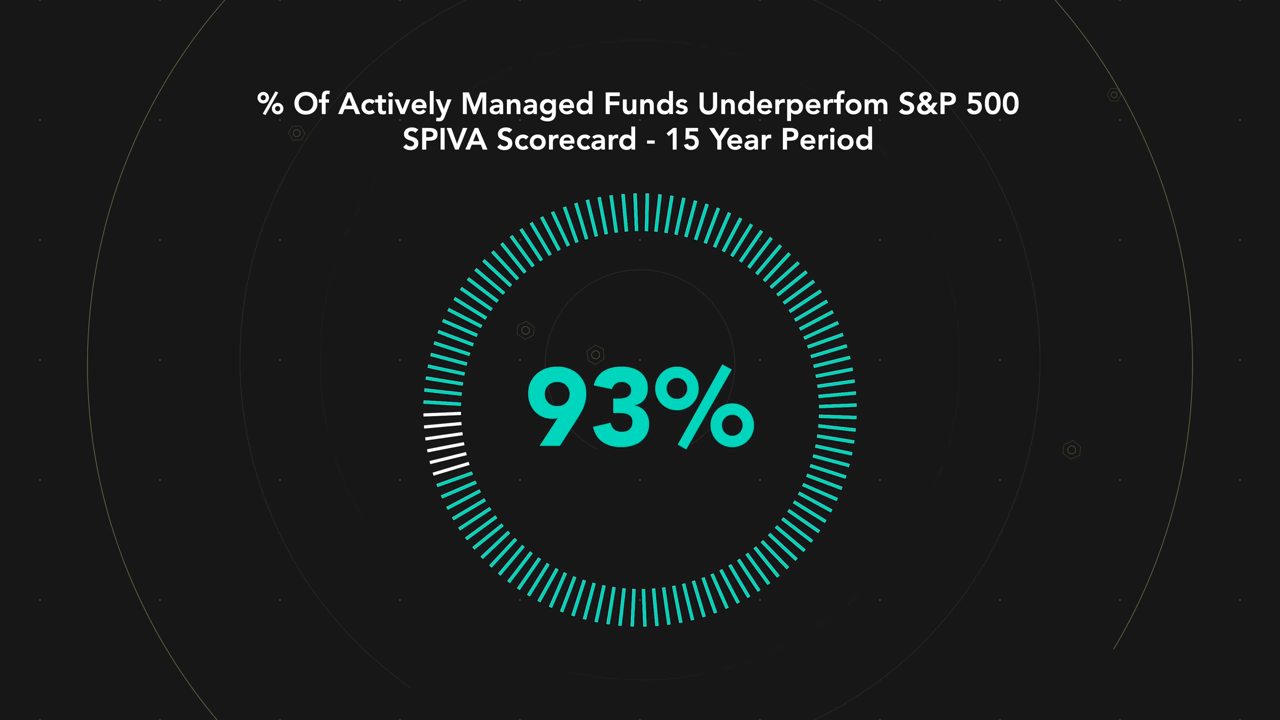 % Of Actively Managed Funds Underperfom S&P 500
SPIVA Scorecard - 15 Year Period
93%